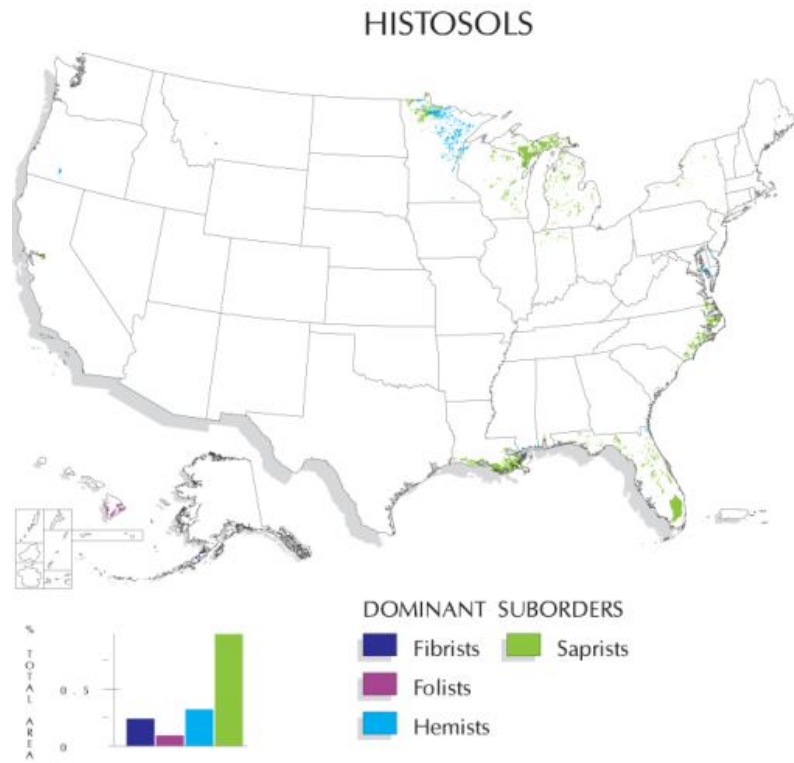 HISTOSOLS
% TOTAL AREA
0 . 5
0
DOMINANT SUBORDERS
Fibrists
Saprists
Folists
Hemists